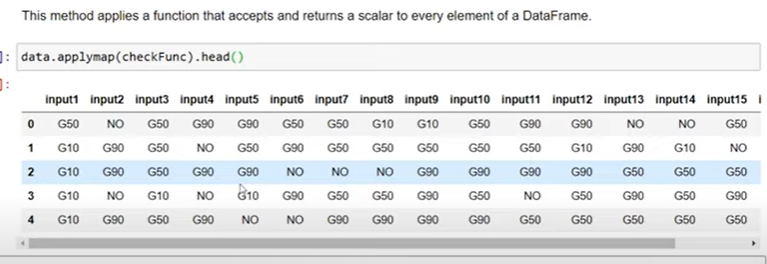 This method applies a function that accepts and returns a scalar to every element of a DataFrame.
]: data.applymap(checkFunc).head()
]:
input1 input2 input3 input4 input5 input6 input7 input8 input9 input10 input11 input12 input13 input14 input15 i
0 G50 NO G50 G90 G90 G50 G50 G10 G10 G50 G90 G90 NO NO G50
1 G10 G90 G50 NO G50 G90 G50 G50 G50 G50 G50 G10 G90 G10 NO
2 G10 G90 G50 G90 G90 NO NO NO G90 G90 G90 G90 G50 G50 G50
3 G10 NO G10 NO G10 G90 G50 G50 G90 G50 NO G50 G90 G50 G90
4 G10 G90 G50 G90 NO NO G90 G90 G90 G90 G50 G50 G50 G50 G50